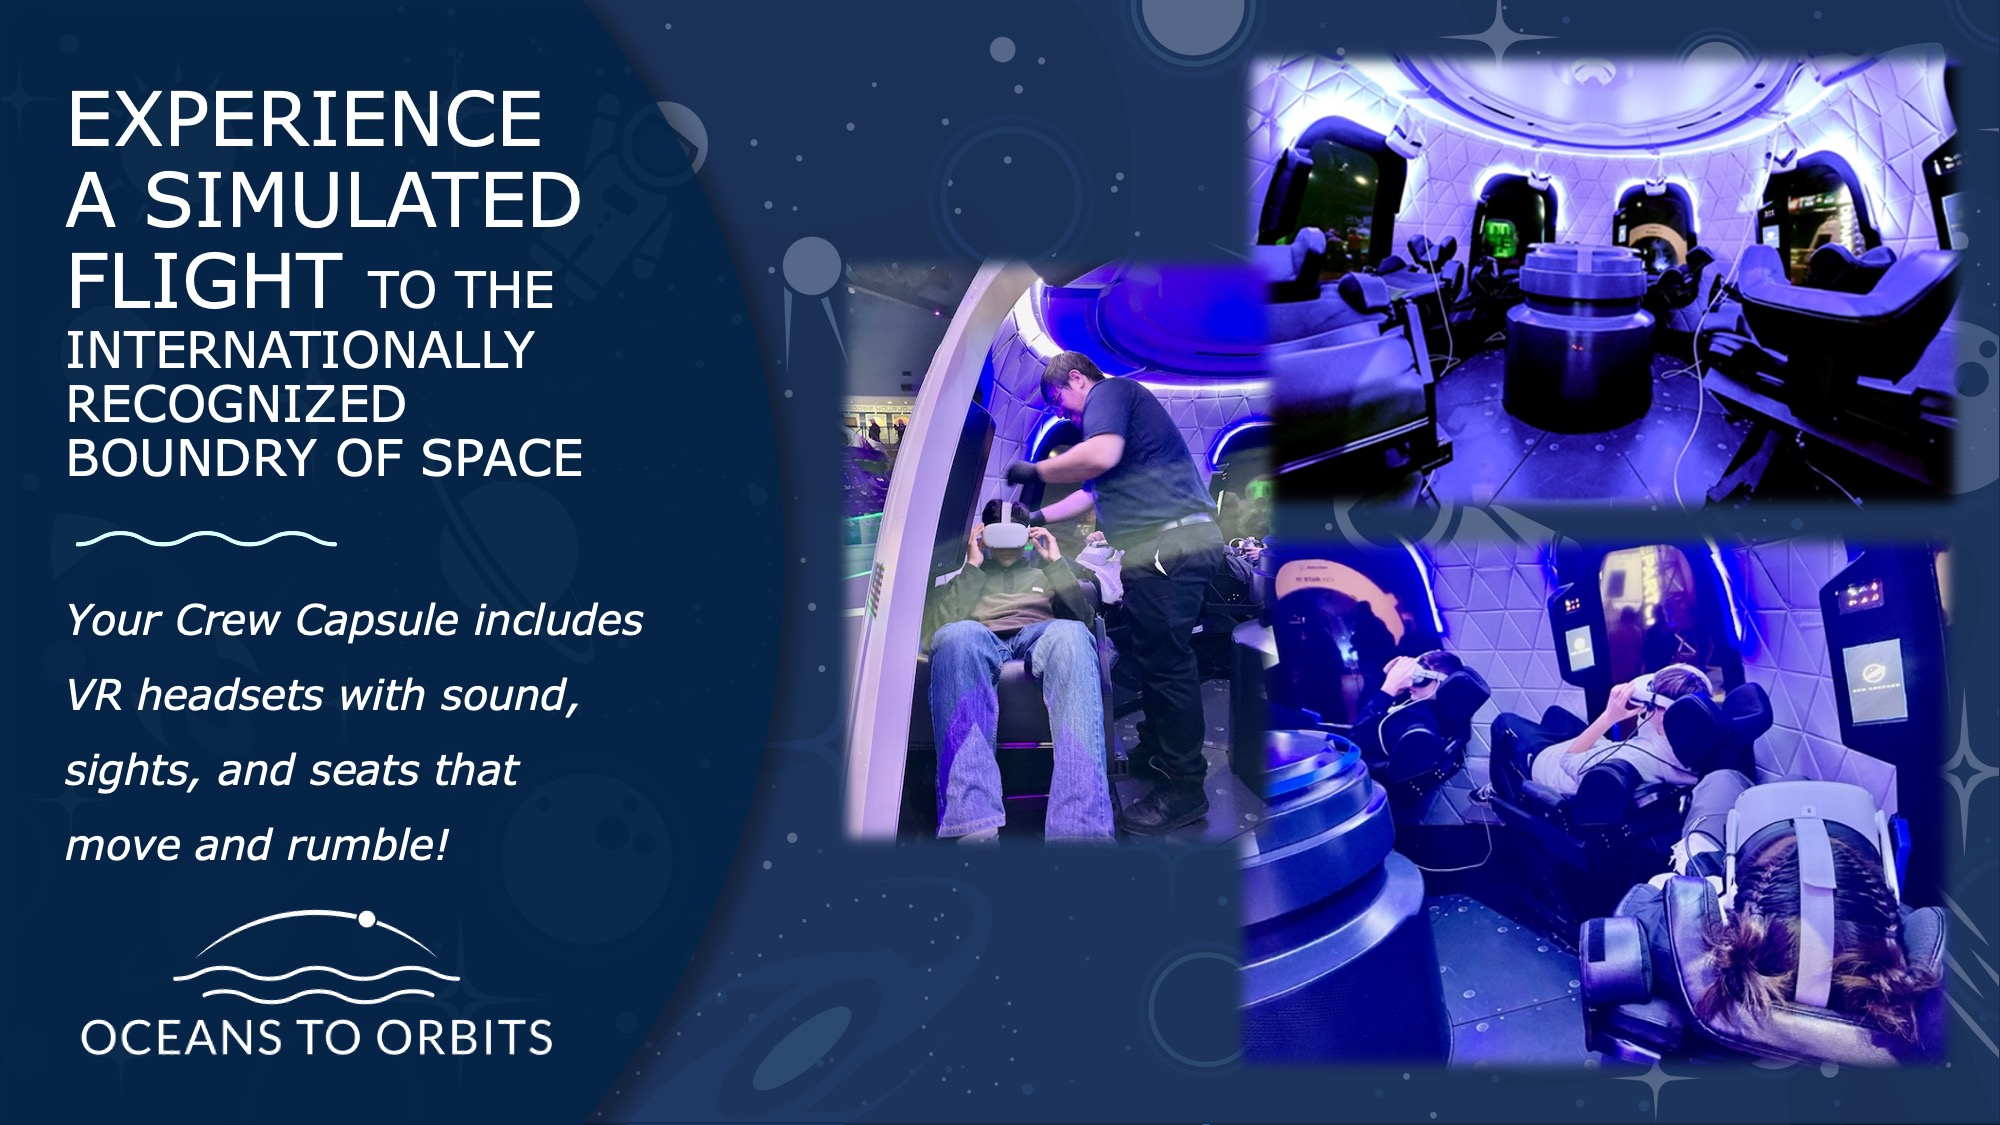 EXPERIENCE
A SIMULATED
FLIGHT TO THE
INTERNATIONALLY
RECOGNIZED
BOUNDRY OF SPACE
Your Crew Capsule includes
VR headsets with sound,
sights, and seats that
move and rumble!
OCEANS TO ORBITS